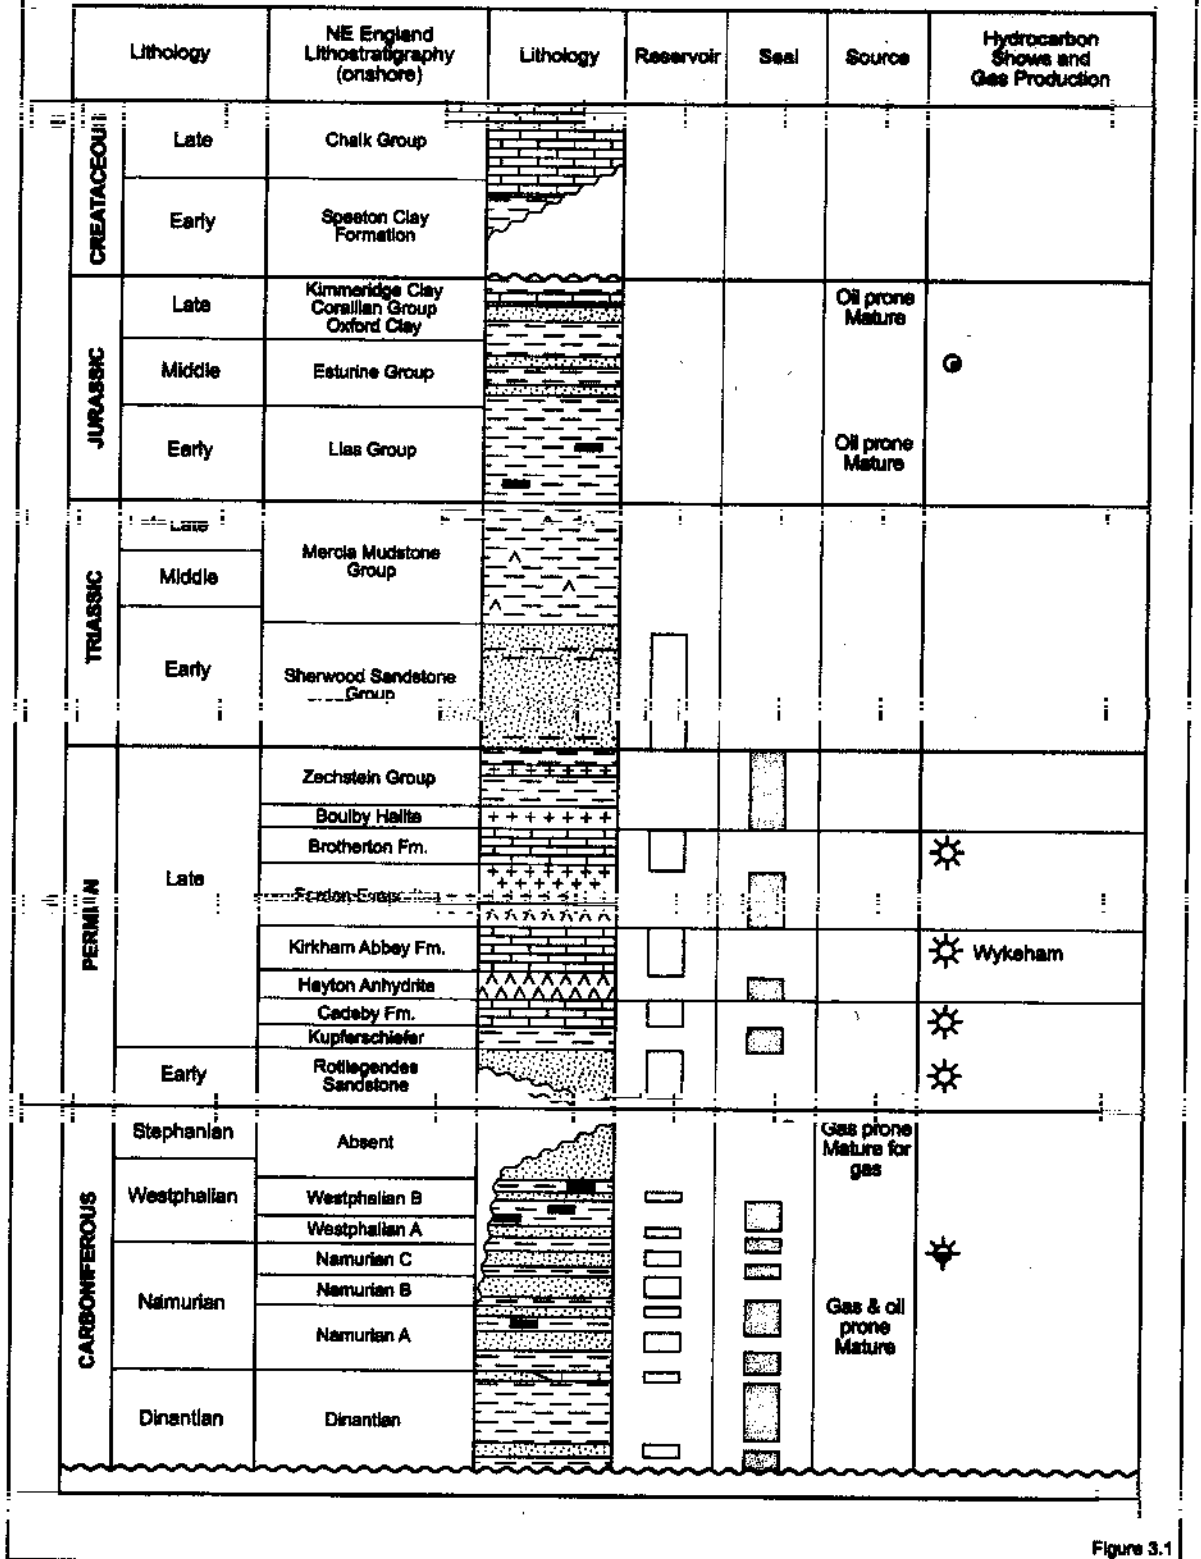 Lithology
NE England
Lithostratigraphy
(onshore)
Lithology
Reservoir
Seal
Source
Hydrocarbon
Shows and
Gas Production
CREATACEOU
Late
Chalk Group
Early
Speeton Clay
Formation
JURASSIC
Late
Kimmeridge Clay
Corallian Group
Oxford Clay
Oil prone
Mature
Middle
Esturine Group
Early
Lias Group
Oil prone
Mature
TRIASSIC
Late
Mercia Mudstone
Group
Middle
Early
Sherwood Sandstone
Group
PERMIAN
Late
Zechstein Group
Boulby Halite
Brotherton Fm.
Kirkham Abbey Fm.
Wykeham
Hayton Anhydrite
Cadeby Fm.
Kupferschiefer
Early
Rotliegendes
Sandstone
CARBONIFEROUS
Stephanian
Absent
Gas prone
Mature for
gas
Westphalian
Westphalian B
Westphalian A
Namurian
Namurian C
Namurian B
Namurian A
Gas & oil
prone
Mature
Dinantian
Dinantian
Figure 3.1